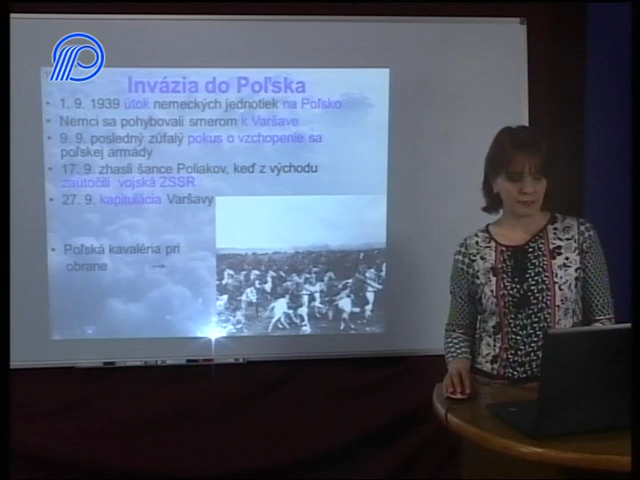 Invázia do Poľska
• 1. 9. 1939 útok nemeckých jednotiek na Poľsko
• Nemci sa pohybovali smerom k Varšave
• 9. 9. posledný zúfalý pokus o vzchopenie sa
poľskej armády
• 17. 9. zhasli šance Poliakov, keď z východu
zaútočili vojská ZSSR
• 27. 9. kapitulácia Varšavy
• Poľská kavaléria pri
obrane →